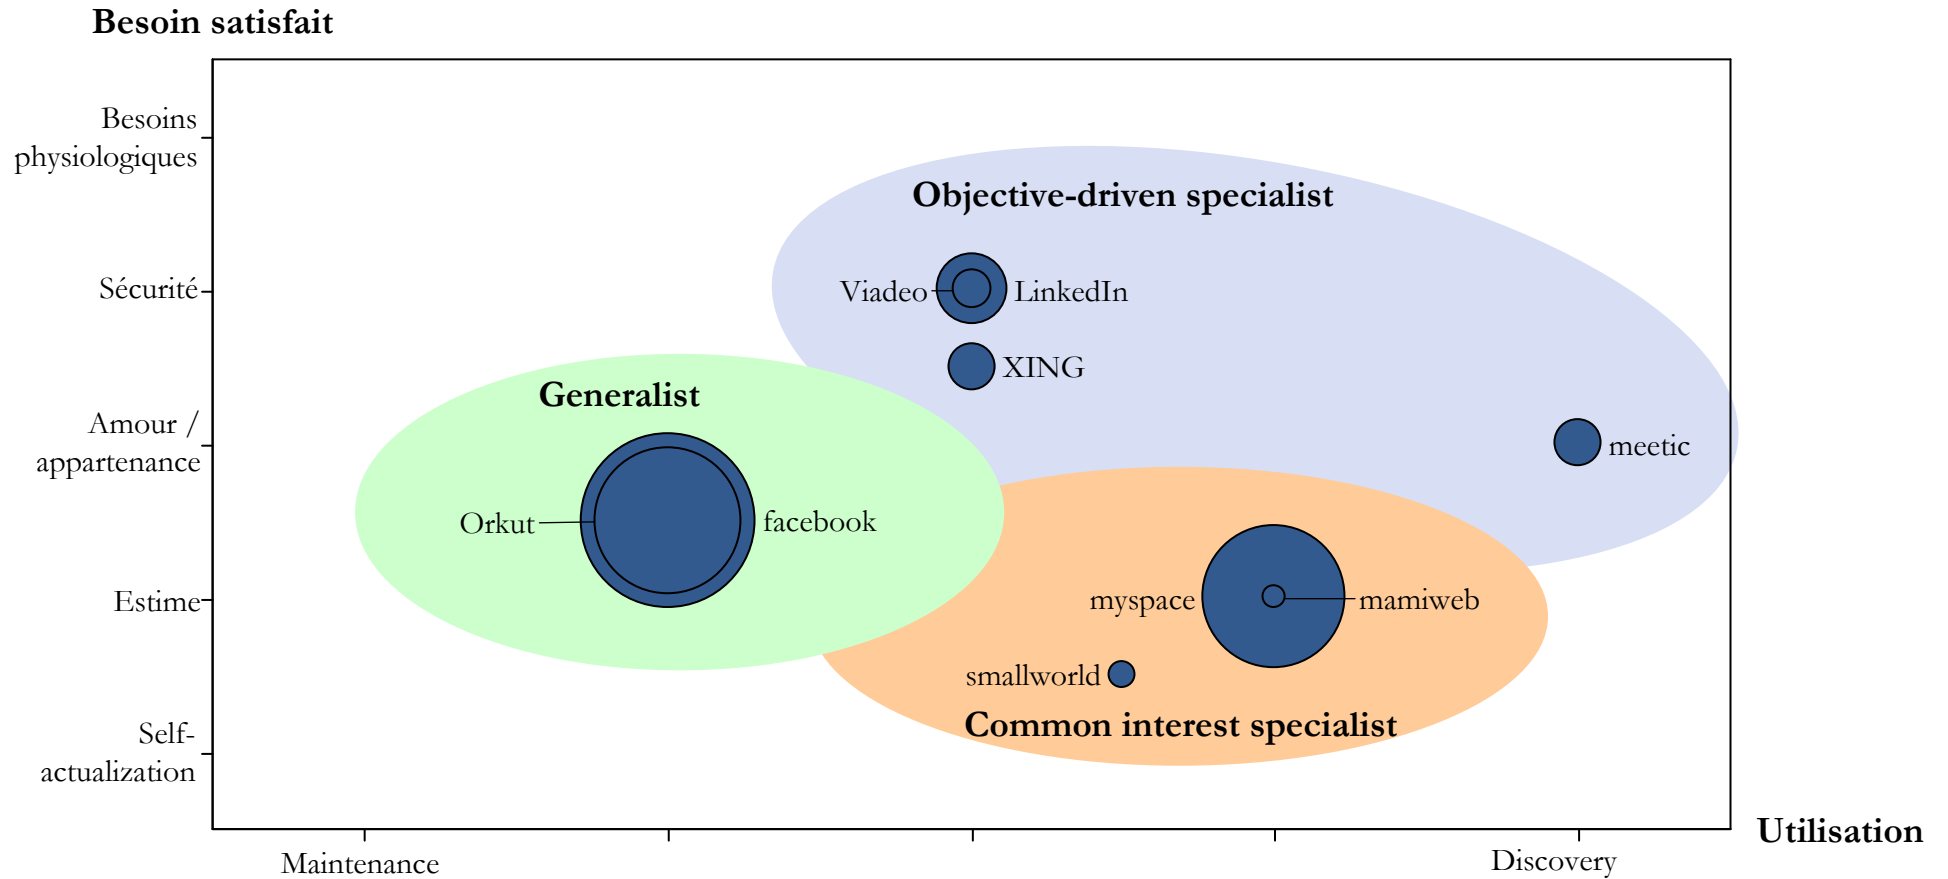 Besoin satisfait
Besoins
physiologiques
Objective-driven specialist
Sécurité
Viadeo
LinkedIn
XING
Generalist
Amour /
appartenance
meetic
Orkut
facebook
Estime
myspace
mamiweb
smallworld
Common interest specialist
Self-
actualization
Utilisation
Maintenance
Discovery